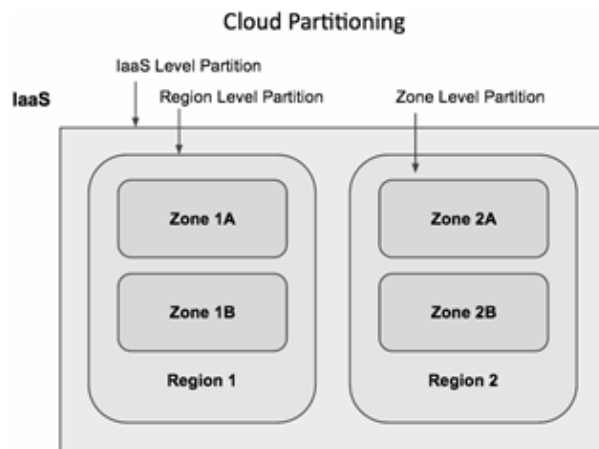 Cloud Partitioning
IaaS Level Partition
IaaS
Region Level Partition
Zone Level Partition
Zone 1A
Zone 2A
Zone 1B
Zone 2B
Region 1
Region 2